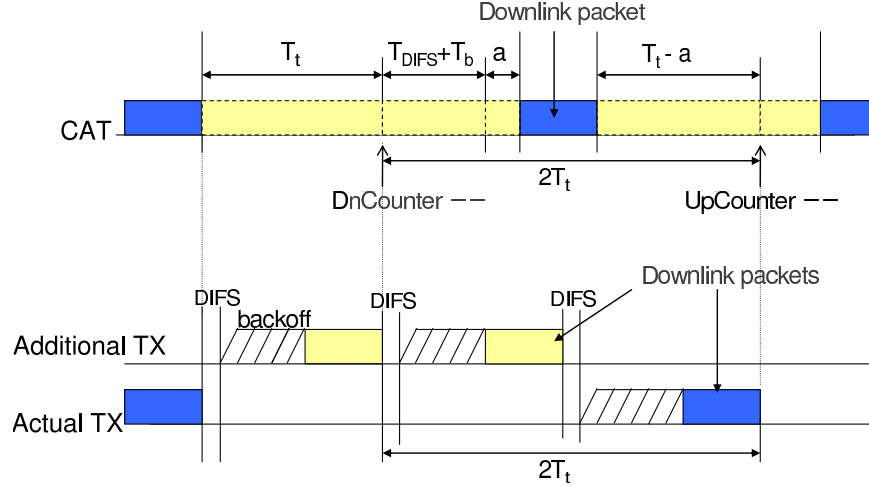 Downlink packet
Tt
TDIFS+Tb
a
Tt - a
CAT
2Tt
DnCounter −−
UpCounter −−
Downlink packets
DIFS
DIFS
DIFS
backoff
Additional TX
Actual TX
2Tt